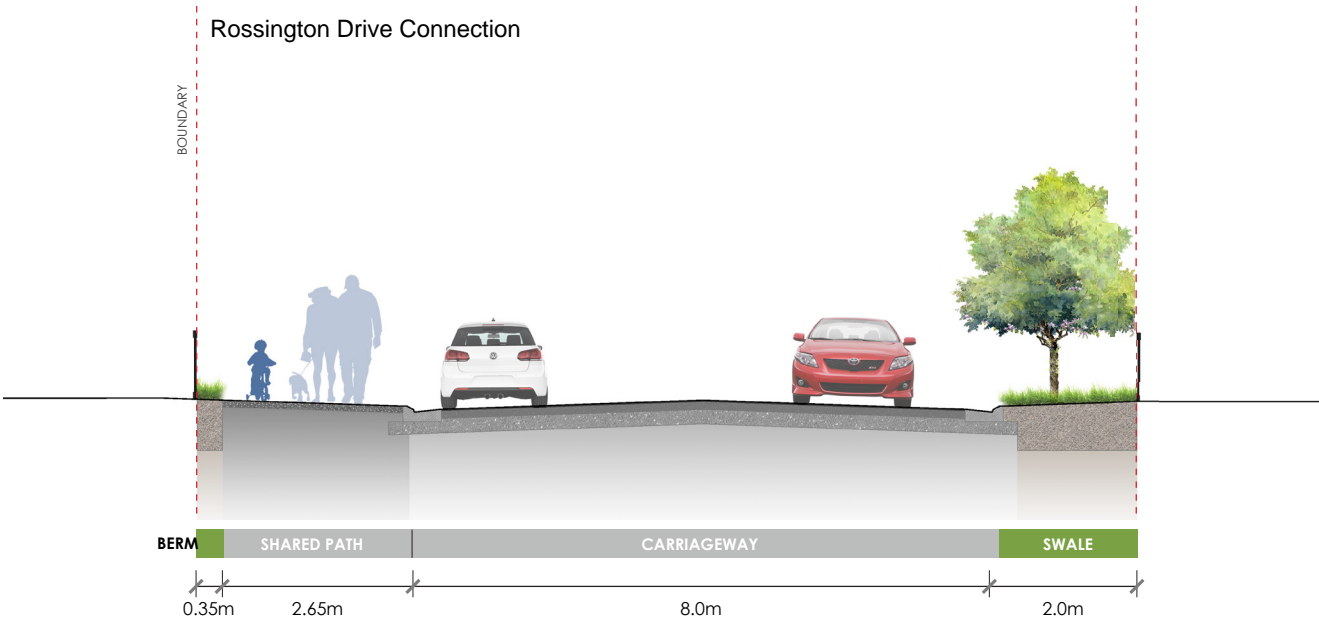 Rossington Drive Connection
BOUNDARY
BERM SHARED PATH CARRIAGEWAY SWALE
0.35m 2.65m 8.0m 2.0m